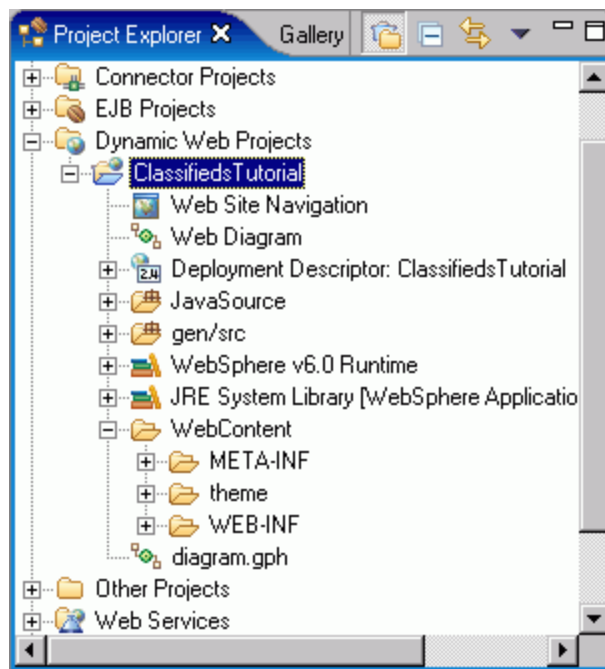 Project Explorer Gallery
Connector Projects
EJB Projects
Dynamic Web Projects
ClassifiedsTutorial
Web Site Navigation
Web Diagram
2.4 Deployment Descriptor: ClassifiedsTutorial
JavaSource
gen/src
WebSphere v6.0 Runtime
JRE System Library [WebSphere Applicatio
WebContent
META-INF
theme
WEB-INF
diagram.gph
Other Projects
Web Services